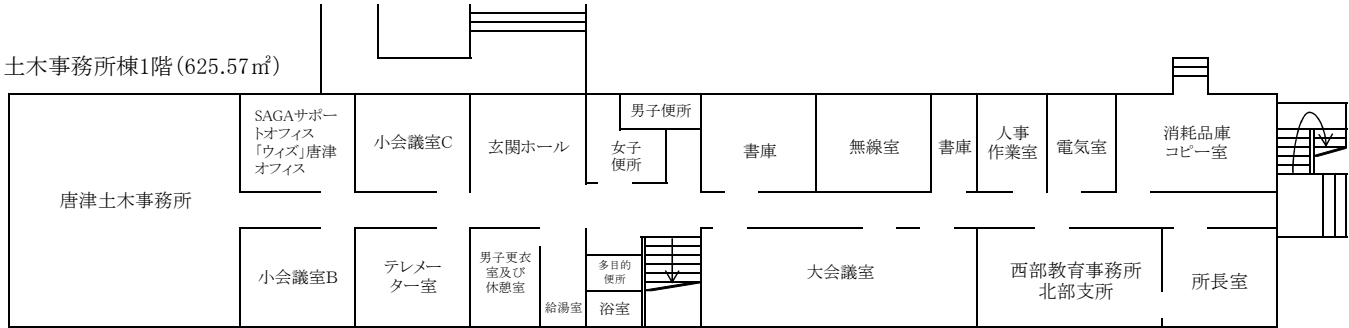 土木事務所棟1階(625.57㎡)
唐津土木事務所
SAGAサポー
トオフィス
「ウィズ」唐津
オフィス
小会議室C
玄関ホール
女子
便所
男子便所
書庫
無線室
書庫
人事
作業室
電気室
消耗品庫
コピー室
小会議室B
テレメー
ター室
男子更衣
室及び
休憩室
給湯室
多目的
便所
浴室
大会議室
西部教育事務所
北部支所
所長室